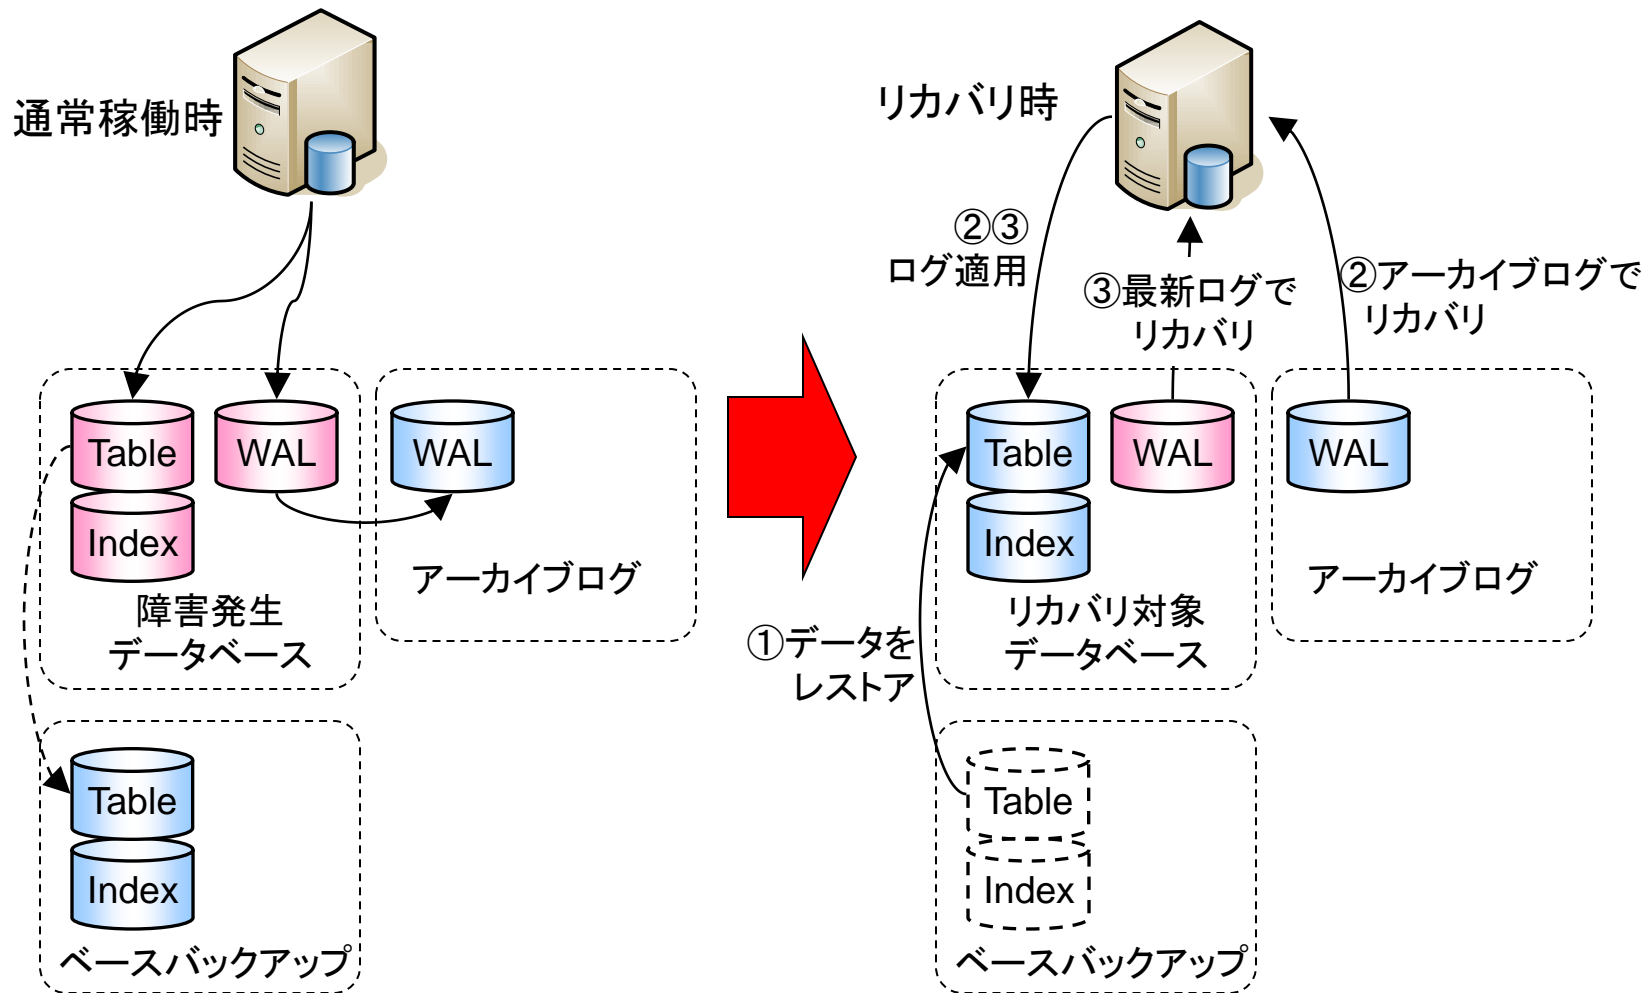 通常稼働時
Table
WAL
WAL
Index
アーカイブログ
障害発生
データベース
Table
Index
ベースバックアップ
リカバリ時
②③
ログ適用
③最新ログで
リカバリ
②アーカイブログで
リカバリ
Table
WAL
WAL
Index
アーカイブログ
リカバリ対象
データベース
①データを
レストア
Table
Index
ベースバックアップ